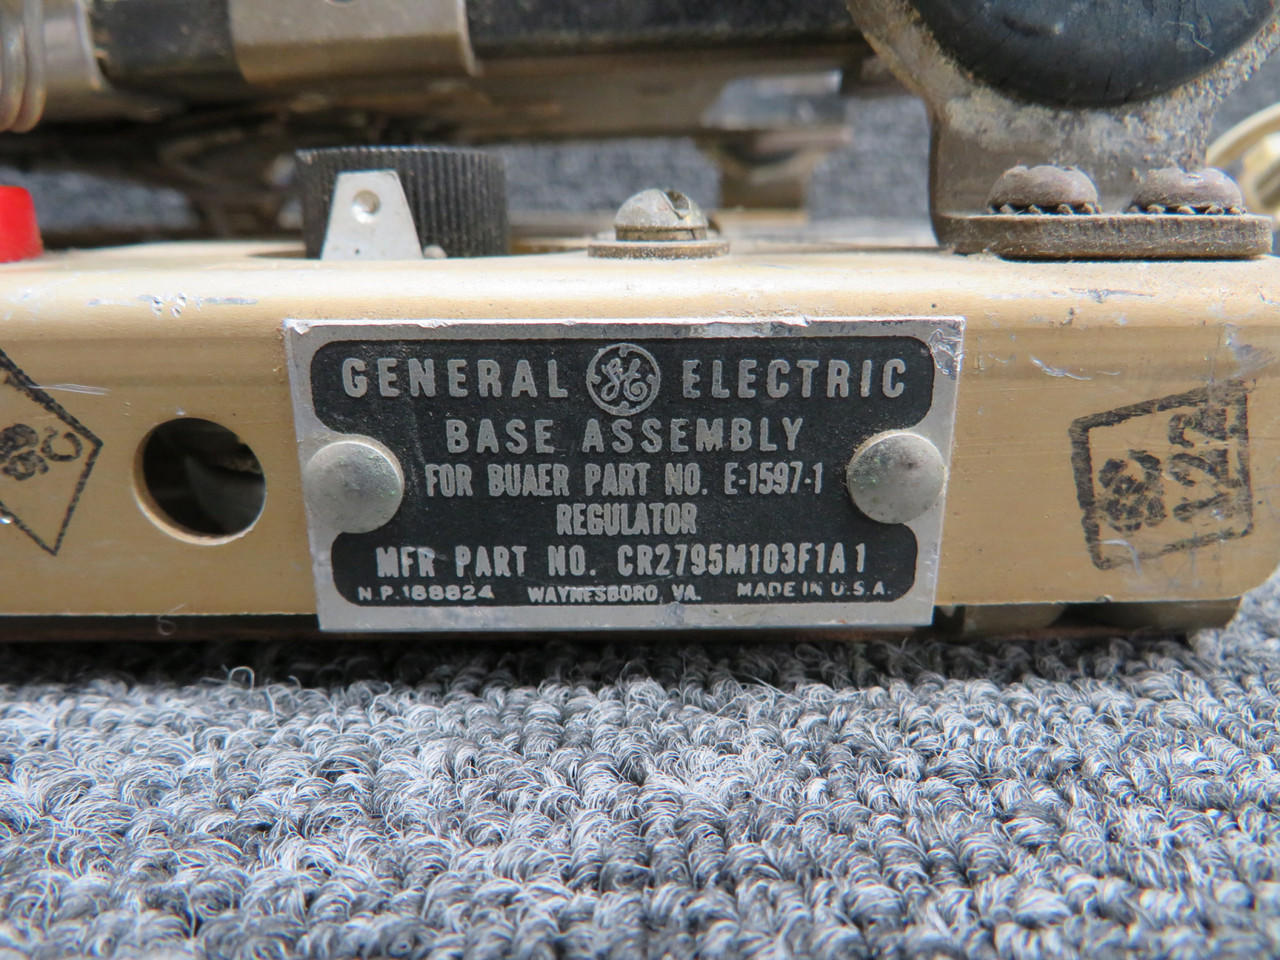 GENERAL GE ELECTRIC
BASE ASSEMBLY
FOR BUAER PART NO. E-1597-1
REGULATOR
MFR PART NO. CR2795M103F1A1
N.P.188824 WAYNESBORO, VA. MADE IN U.S.A.